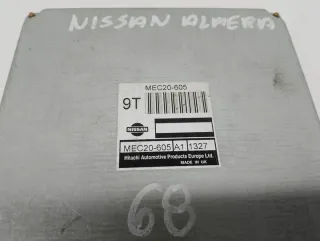 NISSAN ALMERA
MEC20-605
9T
NISSAN
MEC20-605 A1 1327
Hitachi Automotive Products Europe Ltd.
MADE IN UK
68